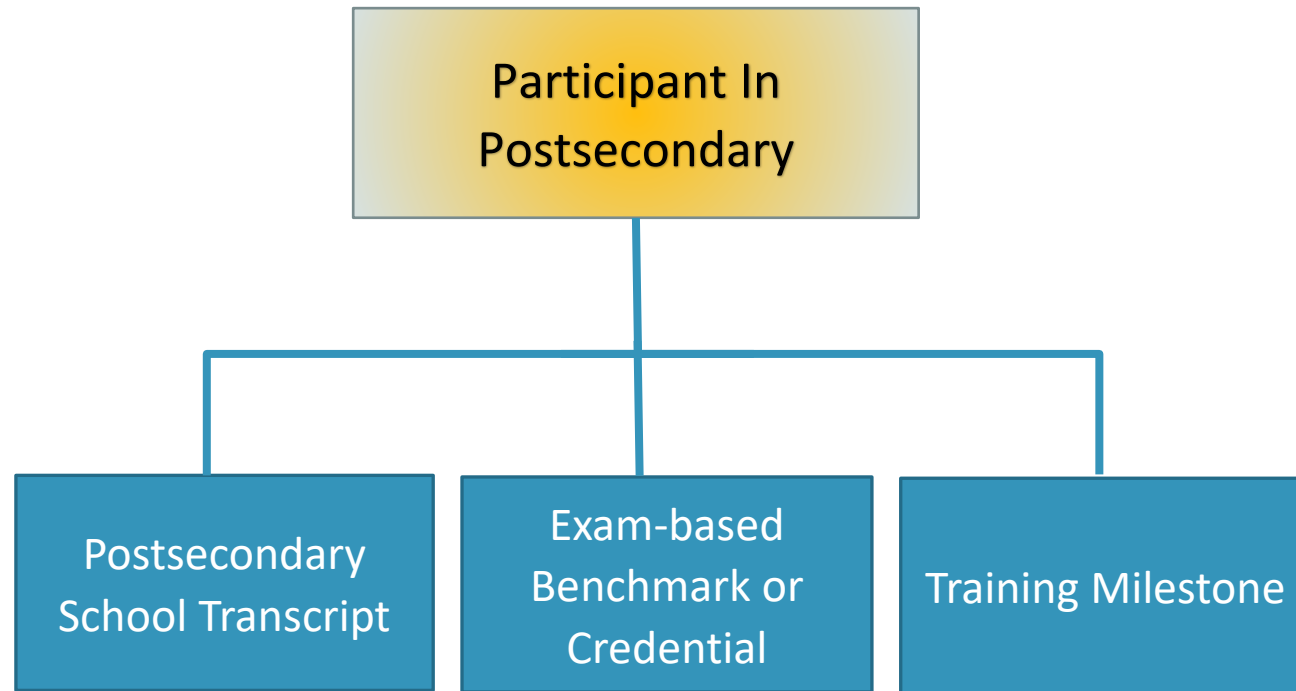 Participant In
Postsecondary
Postsecondary
School Transcript
Exam-based
Benchmark or
Credential
Training Milestone